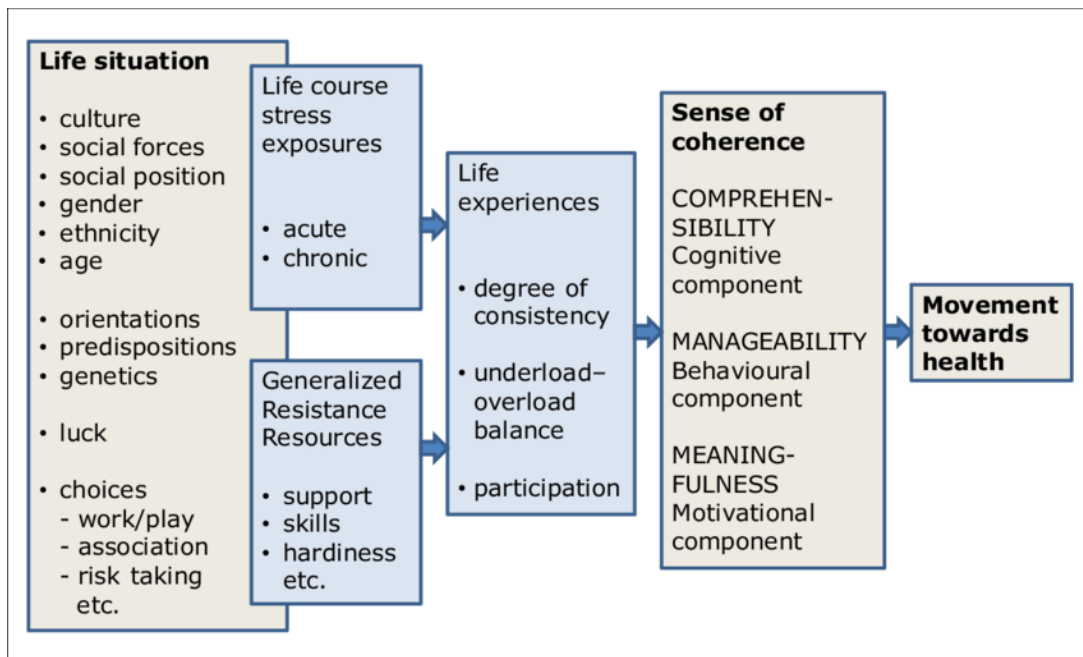 Life situation
• culture
• social forces
• social position
• gender
• ethnicity
• age
• orientations
• predispositions
• genetics
• luck
• choices
- work/play
- association
- risk taking
etc.
Life course
stress
exposures
• acute
• chronic
Generalized
Resistance
Resources
• support
• skills
• hardiness
etc.
Life
experiences
• degree of
consistency
• underload–
overload
balance
• participation
Sense of
coherence
COMPREHEN-
SIBILITY
Cognitive
component
MANAGEABILITY
Behavioural
component
MEANING-
FULNESS
Motivational
component
Movement
towards
health